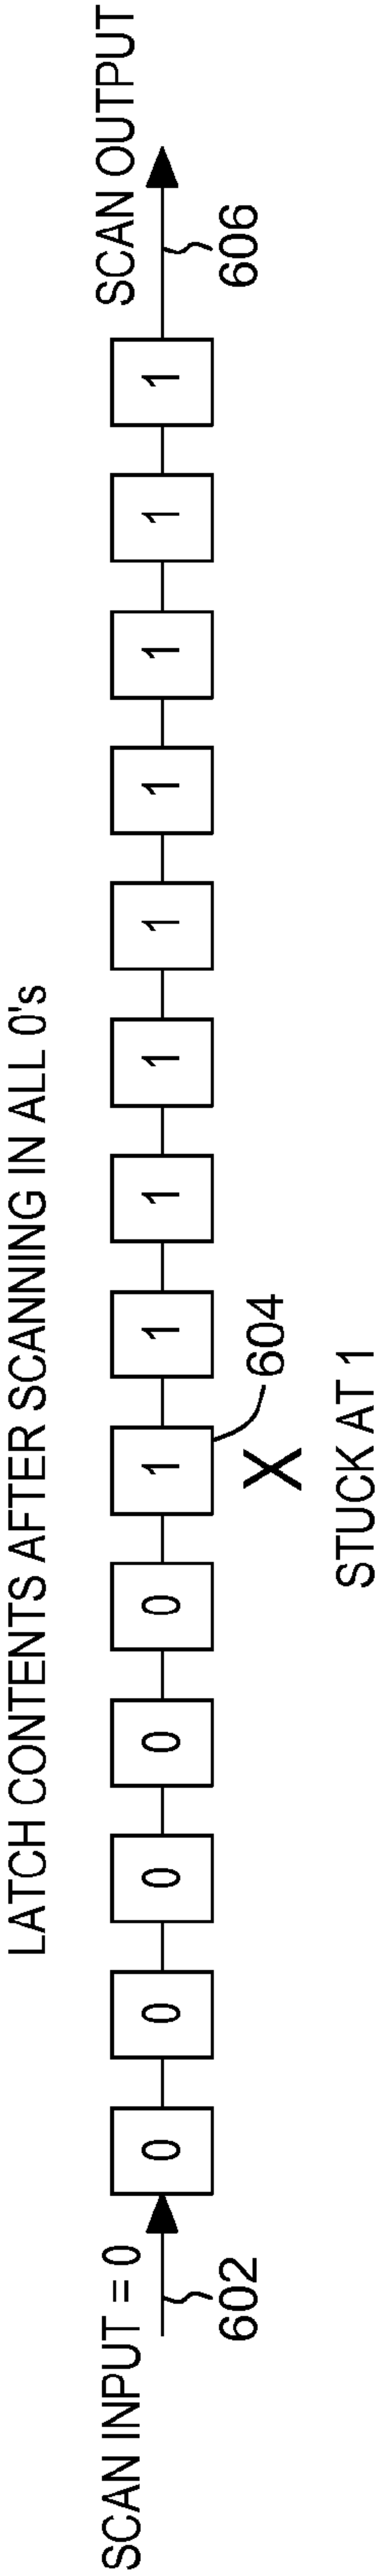 LATCH CONTENTS AFTER SCANNING IN ALL 0's
SCAN INPUT = 0
SCAN OUTPUT
0 0 0 0 0 1 1 1 1 1 1 1 1 1
602
X
604
606
STUCK AT 1